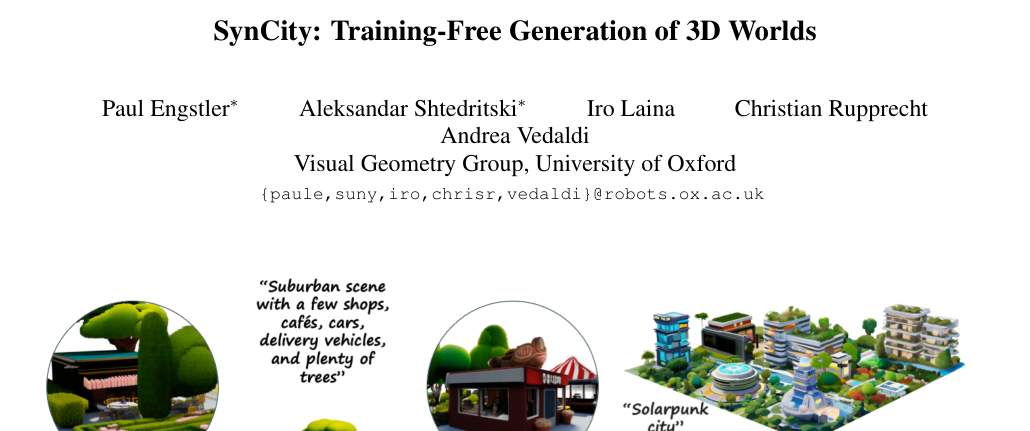 SynCity: Training-Free Generation of 3D Worlds
Paul Engstler* Aleksandar Shtedritski* Iro Laina Christian Rupprecht
Andrea Vedaldi
Visual Geometry Group, University of Oxford
{paule,suny,iro,chrisr,vedaldi}@robots.ox.ac.uk
“Suburban scene
with a few shops,
cafés, cars,
delivery vehicles,
and plenty of
trees”
“Solarpunk
city”